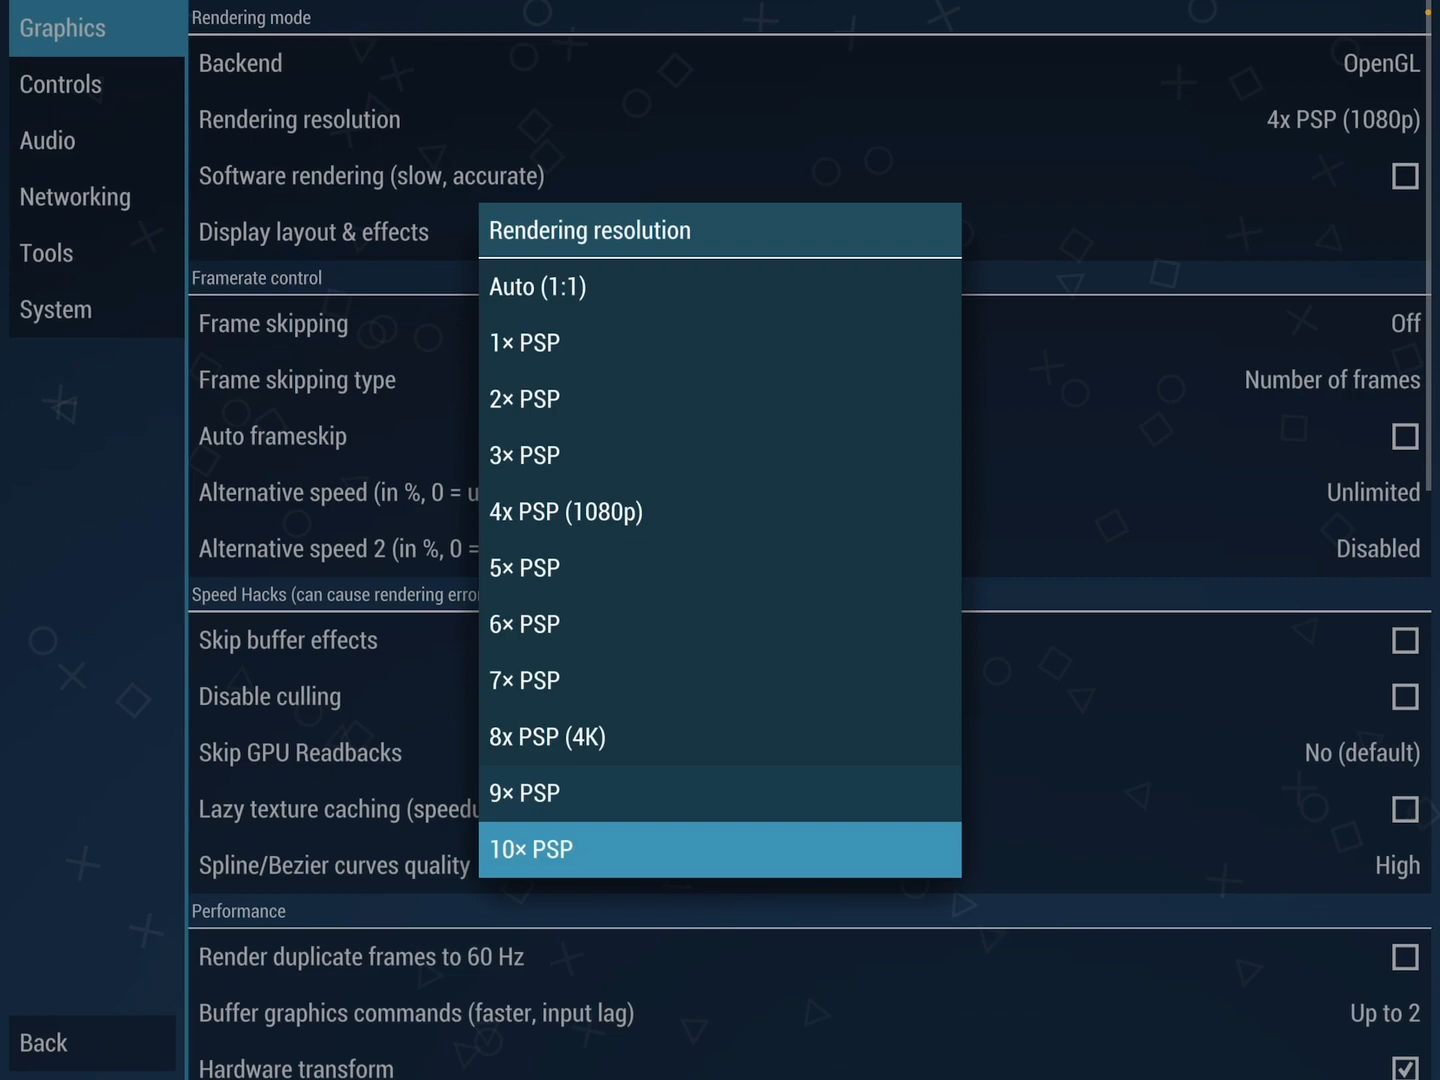 Graphics
Controls
Audio
Networking
Tools
System
Back
Rendering mode
Backend OpenGL
Rendering resolution 4x PSP (1080p)
Software rendering (slow, accurate)
Display layout & effects
Framerate control
Frame skipping Off
Frame skipping type Number of frames
Auto frameskip
Alternative speed (in %, 0 = u Unlimited
Alternative speed 2 (in %, 0 = Disabled
Speed Hacks (can cause rendering erro
Skip buffer effects
Disable culling
Skip GPU Readbacks No (default)
Lazy texture caching (speedu
Spline/Bezier curves quality High
Performance
Render duplicate frames to 60 Hz
Buffer graphics commands (faster, input lag) Up to 2
Hardware transform
Rendering resolution
Auto (1:1)
1× PSP
2× PSP
3× PSP
4x PSP (1080p)
5× PSP
6× PSP
7× PSP
8x PSP (4K)
9× PSP
10× PSP